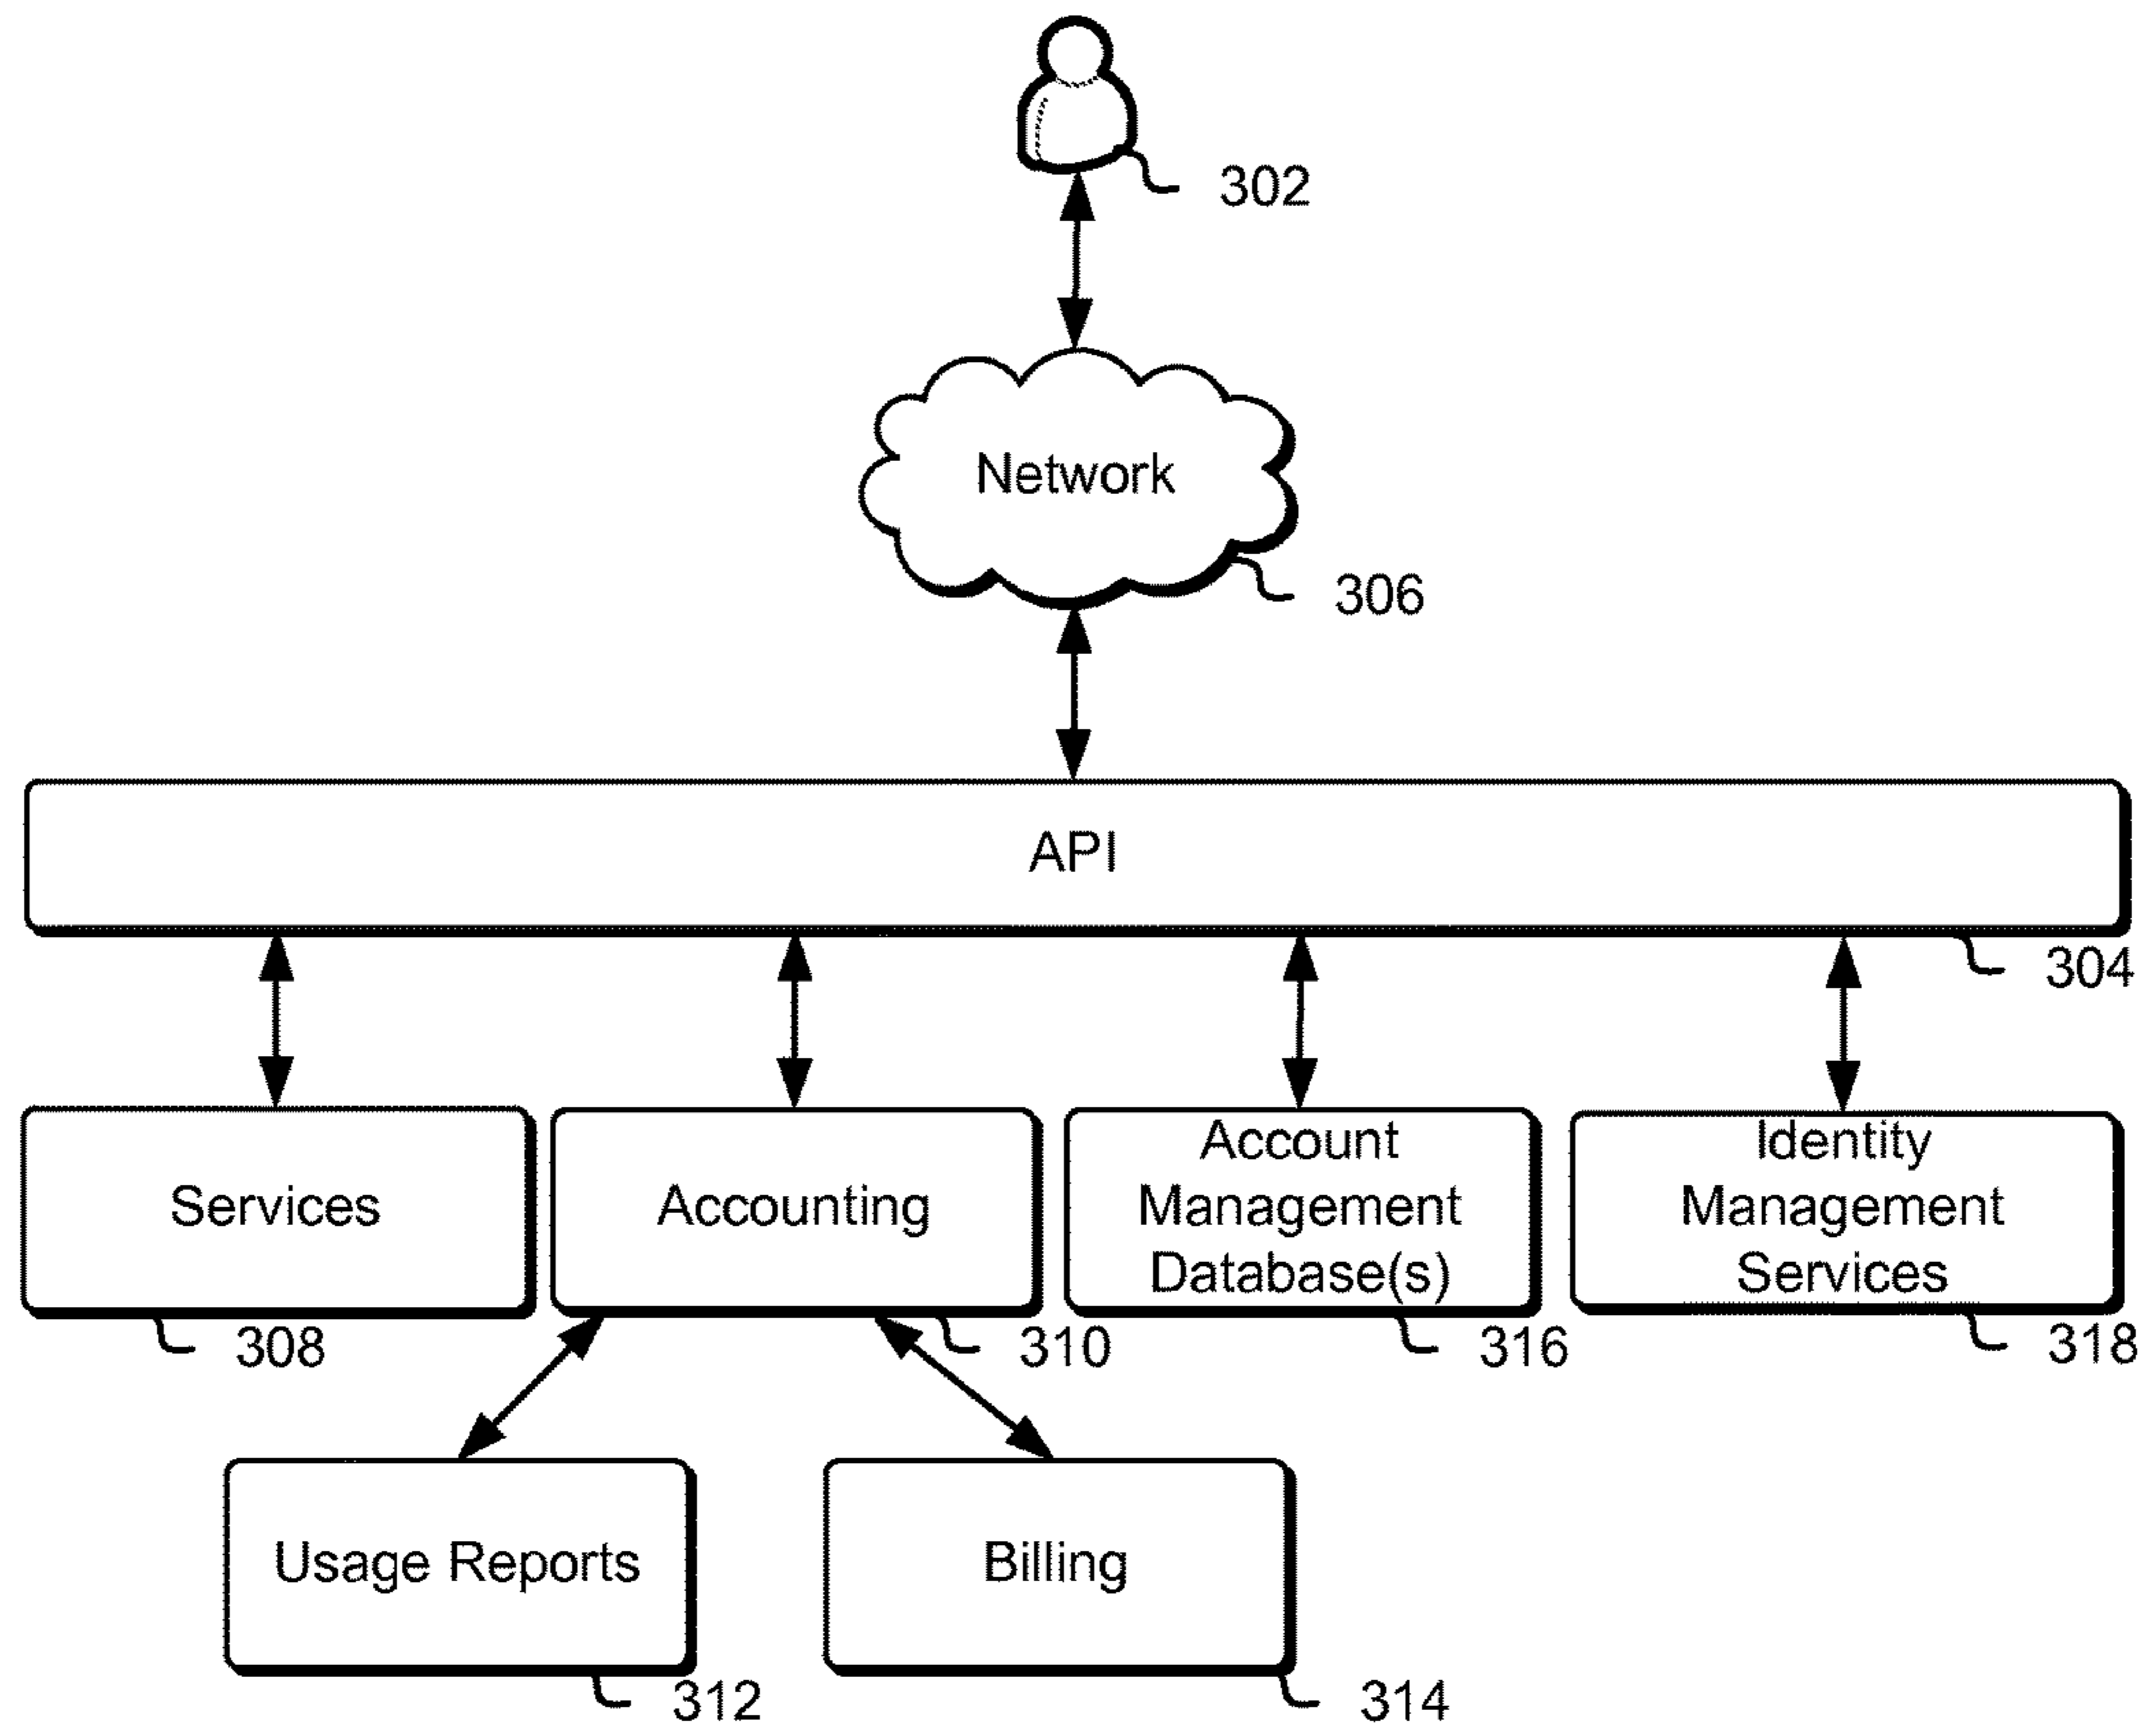 302
Network
306
API
304
Services
Accounting
Account
Management
Database(s)
Identity
Management
Services
308
310
316
318
Usage Reports
Billing
312
314